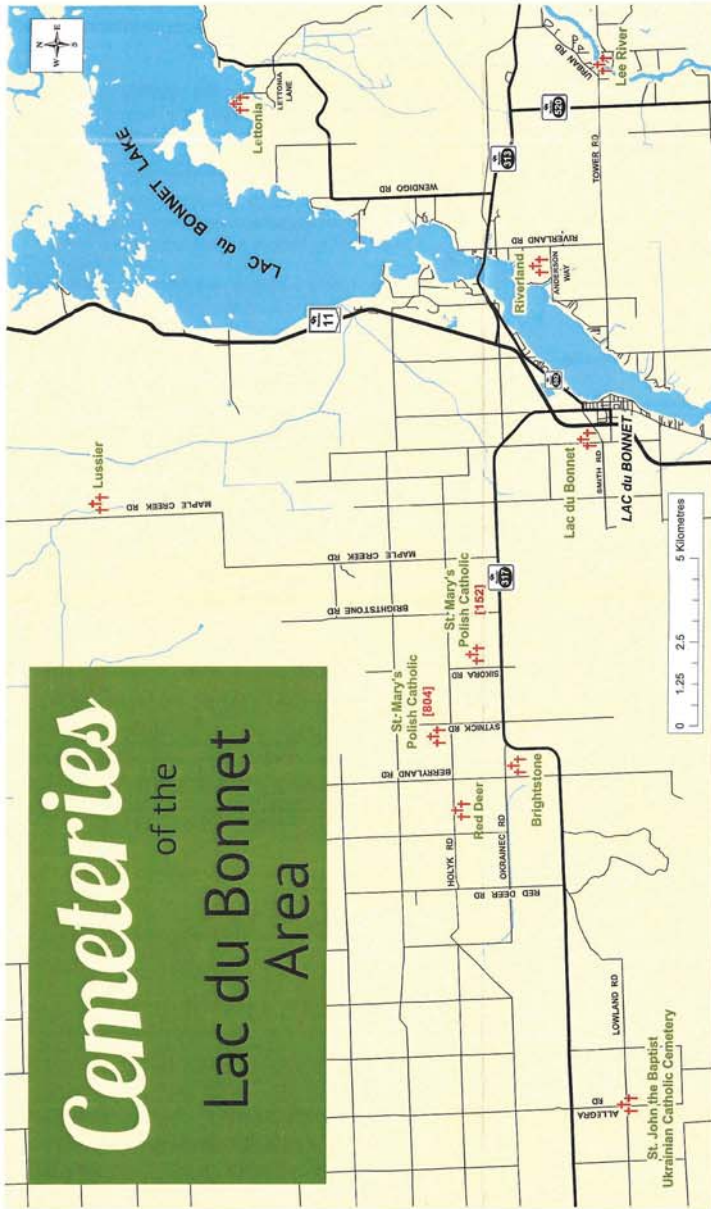 Cemeteries
of the
Lac du Bonnet
Area
N
W E
S
LAC du BONNET LAKE
Lettonia
LETTONIA
LANE
Lussier
MAPLE CREEK RD
11
WENDIGO RD
MAPLE CREEK RD
BRIGHTSTONE RD
St. Mary's
Polish Catholic
[804]
St. Mary's
Polish Catholic
[152]
SIKORA RD
SYTNICK RD
BERRYLAND RD
HOLYK RD
Red Deer
OKRAINEC RD
RED DEER RD
Brightstone
317
313
520
URBAN RD
Lee River
TOWER RD
RIVERLAND RD
Riverland
ANDERSON
WAY
Lac du Bonnet
SMITH RD
LAC du BONNET
LOWLAND RD
ALLEGRA
RD
St. John the Baptist
Ukrainian Catholic Cemetery
0 1.25 2.5 5 Kilometres